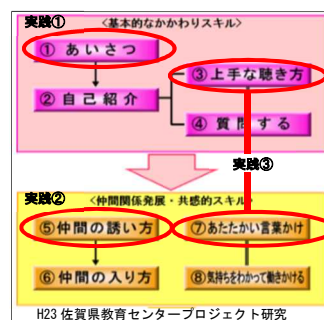 実践①
<基本的なかかわりスキル>
① あいさつ
③ 上手な聴き方
② 自己紹介
④ 質問する
実践③
実践②
<仲間関係発展・共感的スキル>
⑤ 仲間の誘い方
⑦ あたたかい言葉かけ
⑥ 仲間の入り方
⑧ 気持ちをわかって働きかける
H23 佐賀県教育センタープロジェクト研究